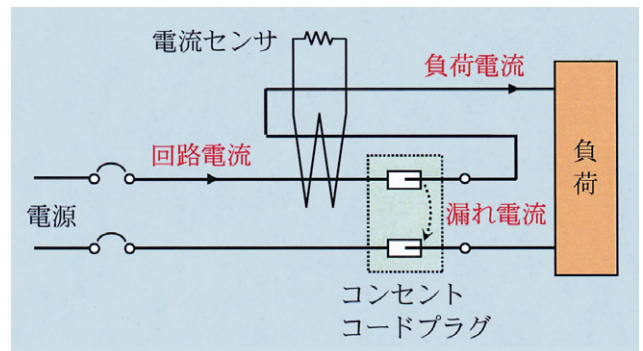 電流センサ
負荷電流
回路電流
負荷
電源
漏れ電流
コンセント
コードプラグ